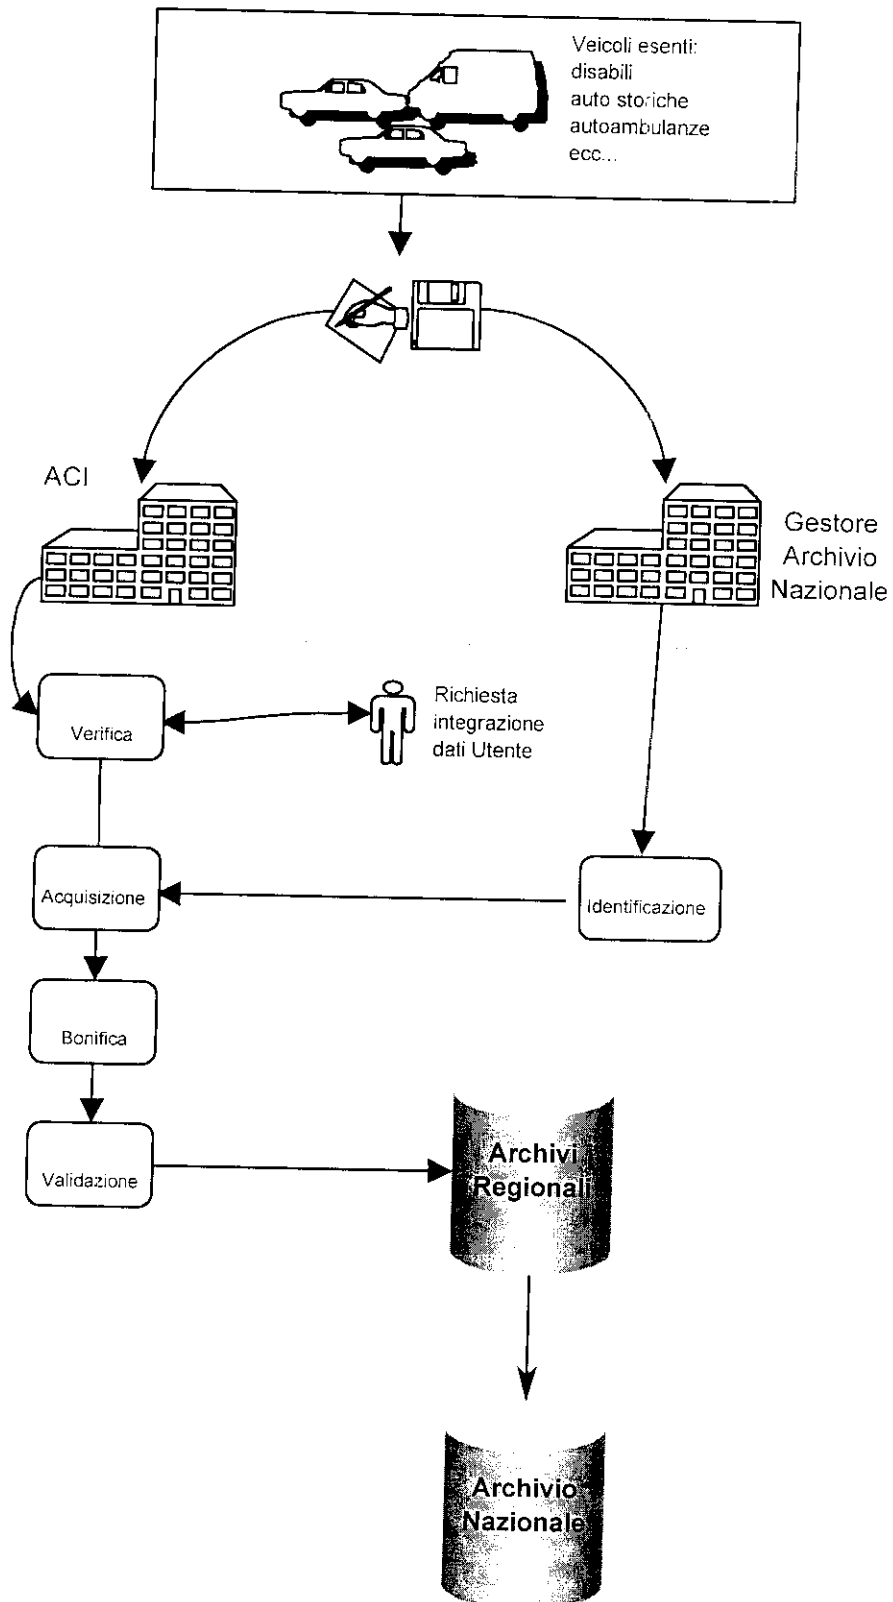 Veicoli esenti:
disabili
auto storiche
autoambulanze
ecc...
ACI
Gestore
Archivio
Nazionale
Verifica
Richiesta
integrazione
dati Utente
Acquisizione
Identificazione
Bonifica
Validazione
Archivi
Regionali
Archivio
Nazionale